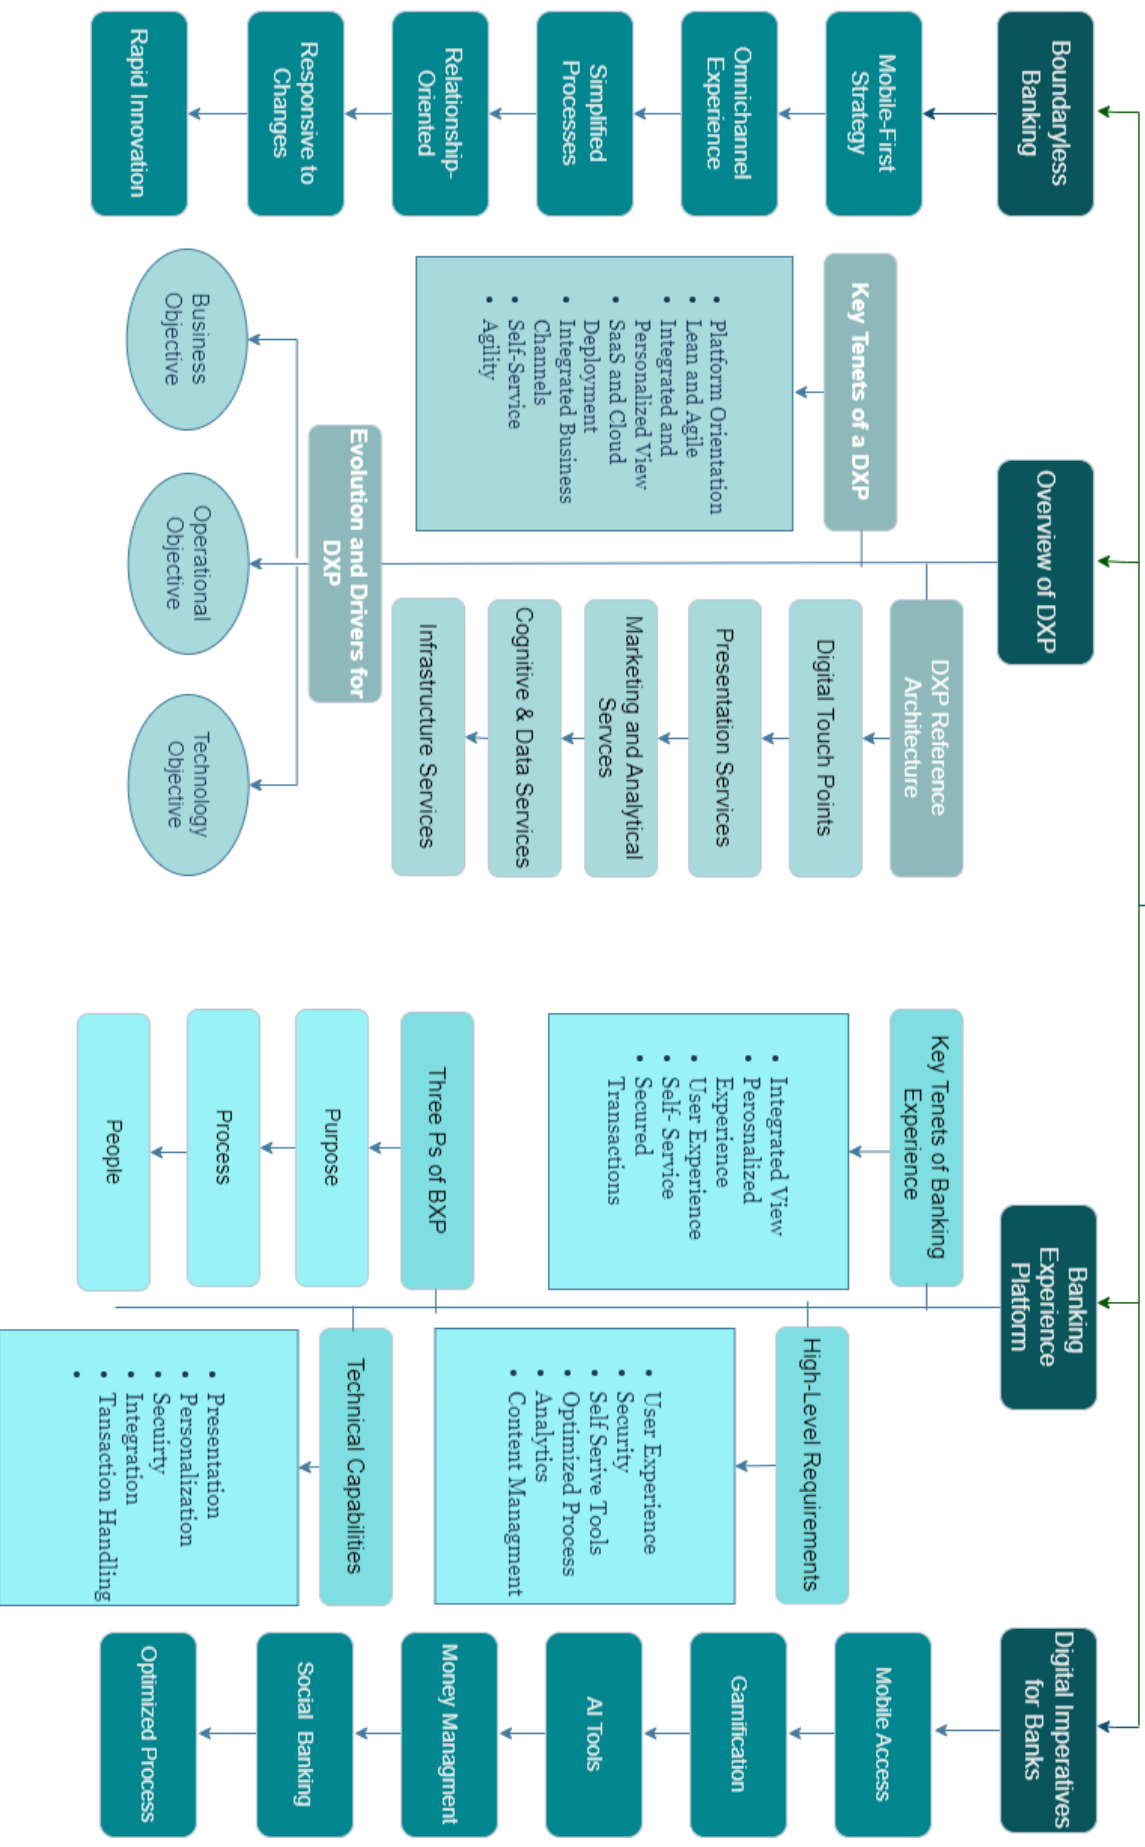 Boundaryless
Banking
Mobile-First
Strategy
Omnichannel
Experience
Simplified
Processes
Relationship-
Oriented
Responsive to
Changes
Rapid Innovation
Overview of DXP
Key Tenets of a DXP
• Platform Orientation
• Lean and Agile
• Integrated and
Personalized View
• SaaS and Cloud
Deployment
• Integrated Business
Channels
• Self-Service
• Agility
DXP Reference
Architecture
Digital Touch Points
Presentation Services
Marketing and Analytical
Servces
Cognitive & Data Services
Infrastructure Services
Evolution and Drivers for
DXP
Business
Objective
Operational
Objective
Technology
Objective
Banking
Experience
Platform
Key Tenets of Banking
Experience
• Integrated View
• Perosnalized
Experience
• User Experience
• Self- Service
• Secured
Transactions
High-Level Requirements
• User Experience
• Security
• Self Serive Tools
• Optimized Process
• Analytics
• Content Managment
Three Ps of BXP
Purpose
Process
People
Technical Capabilities
• Presentation
• Personalization
• Secuirty
• Integration
• Tansaction Handling
•
Digital Imperatives
for Banks
Mobile Access
Gamification
AI Tools
Money Managment
Social Banking
Optimized Process